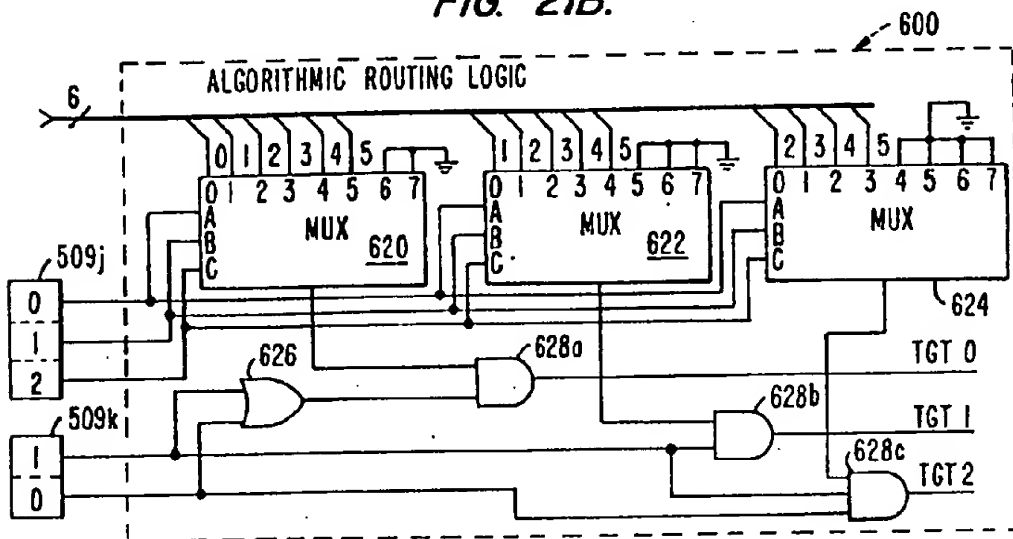 FIG. 21B.
600
ALGORITHMIC ROUTING LOGIC
6
0 1 2 3 4 5
1 2 3 4 5
2 3 4 5
0 1 2 3 4 5 6 7
0 1 2 3 4 5 6 7
0 1 2 3 4 5 6 7
A
B
C
MUX
620
A
B
C
MUX
622
A
B
C
MUX
624
509j
0
1
2
626
628a
TGT 0
628b
TGT 1
509k
1
0
628c
TGT 2